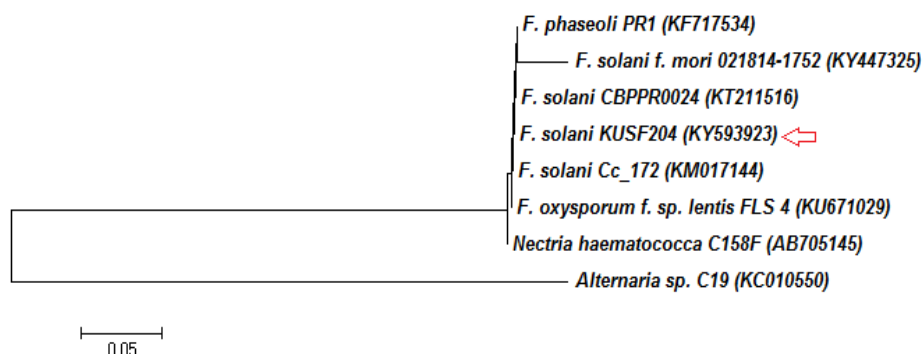 F. phaseoli PR1 (KF717534)
F. solani f. mori 021814-1752 (KY447325)
F. solani CBPPR0024 (KT211516)
F. solani KUSF204 (KY593923)
F. solani Cc_172 (KM017144)
F. oxysporum f. sp. lentis FLS 4 (KU671029)
Nectria haematococca C158F (AB705145)
Alternaria sp. C19 (KC010550)
0.05